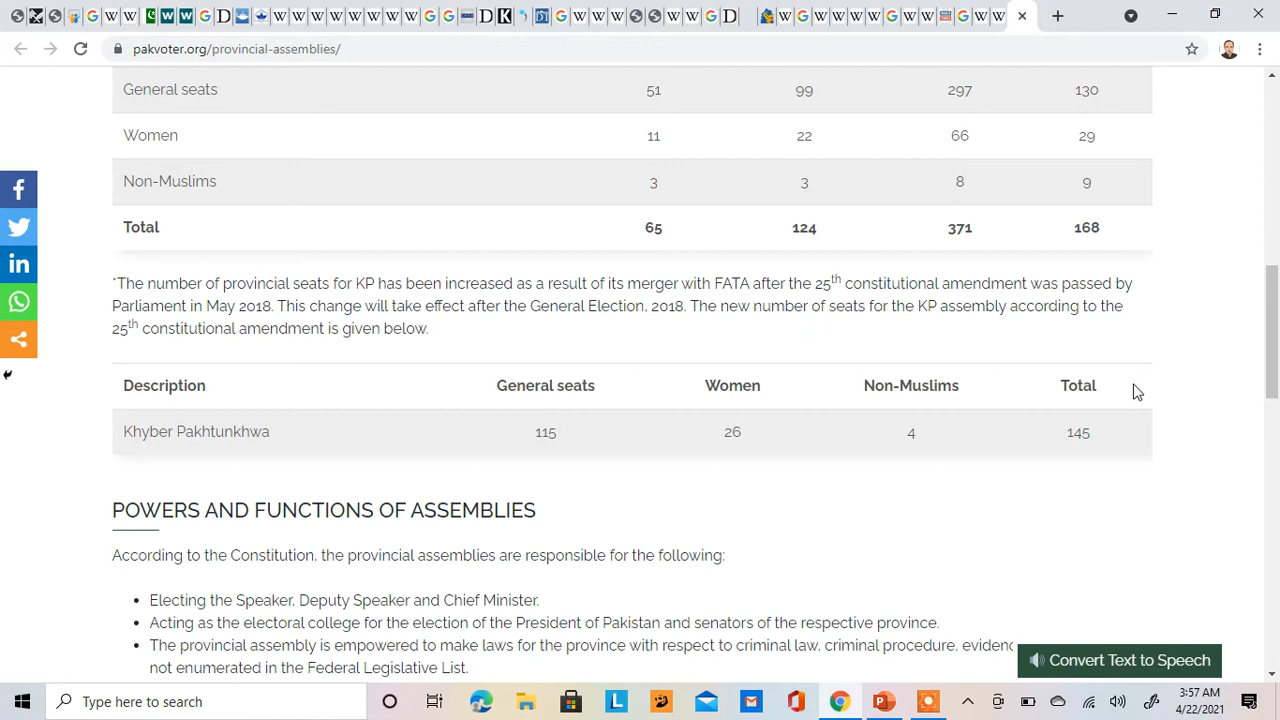 pakvoter.org/provincial-assemblies/
General seats 51 99 297 130
Women 11 22 66 29
Non-Muslims 3 3 8 9
Total 65 124 371 168
*The number of provincial seats for KP has been increased as a result of its merger with FATA after the 25th constitutional amendment was passed by
Parliament in May 2018. This change will take effect after the General Election, 2018. The new number of seats for the KP assembly according to the
25th constitutional amendment is given below.
Description General seats Women Non-Muslims Total
Khyber Pakhtunkhwa 115 26 4 145
POWERS AND FUNCTIONS OF ASSEMBLIES
According to the Constitution, the provincial assemblies are responsible for the following:
• Electing the Speaker, Deputy Speaker and Chief Minister.
• Acting as the electoral college for the election of the President of Pakistan and senators of the respective province.
• The provincial assembly is empowered to make laws for the province with respect to criminal law, criminal procedure, evidenc
not enumerated in the Federal Legislative List.
Convert Text to Speech
Type here to search
3:57 AM
4/22/2021